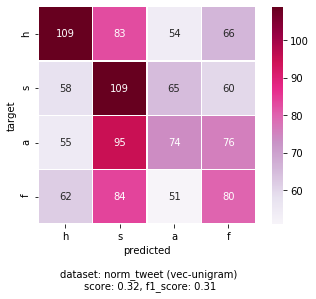 h 109 83 54 66
s 58 109 65 60
a 55 95 74 76
f 62 84 51 80
h s a f
target
predicted
100
90
80
70
60
dataset: norm_tweet (vec-unigram)
score: 0.32, f1_score: 0.31